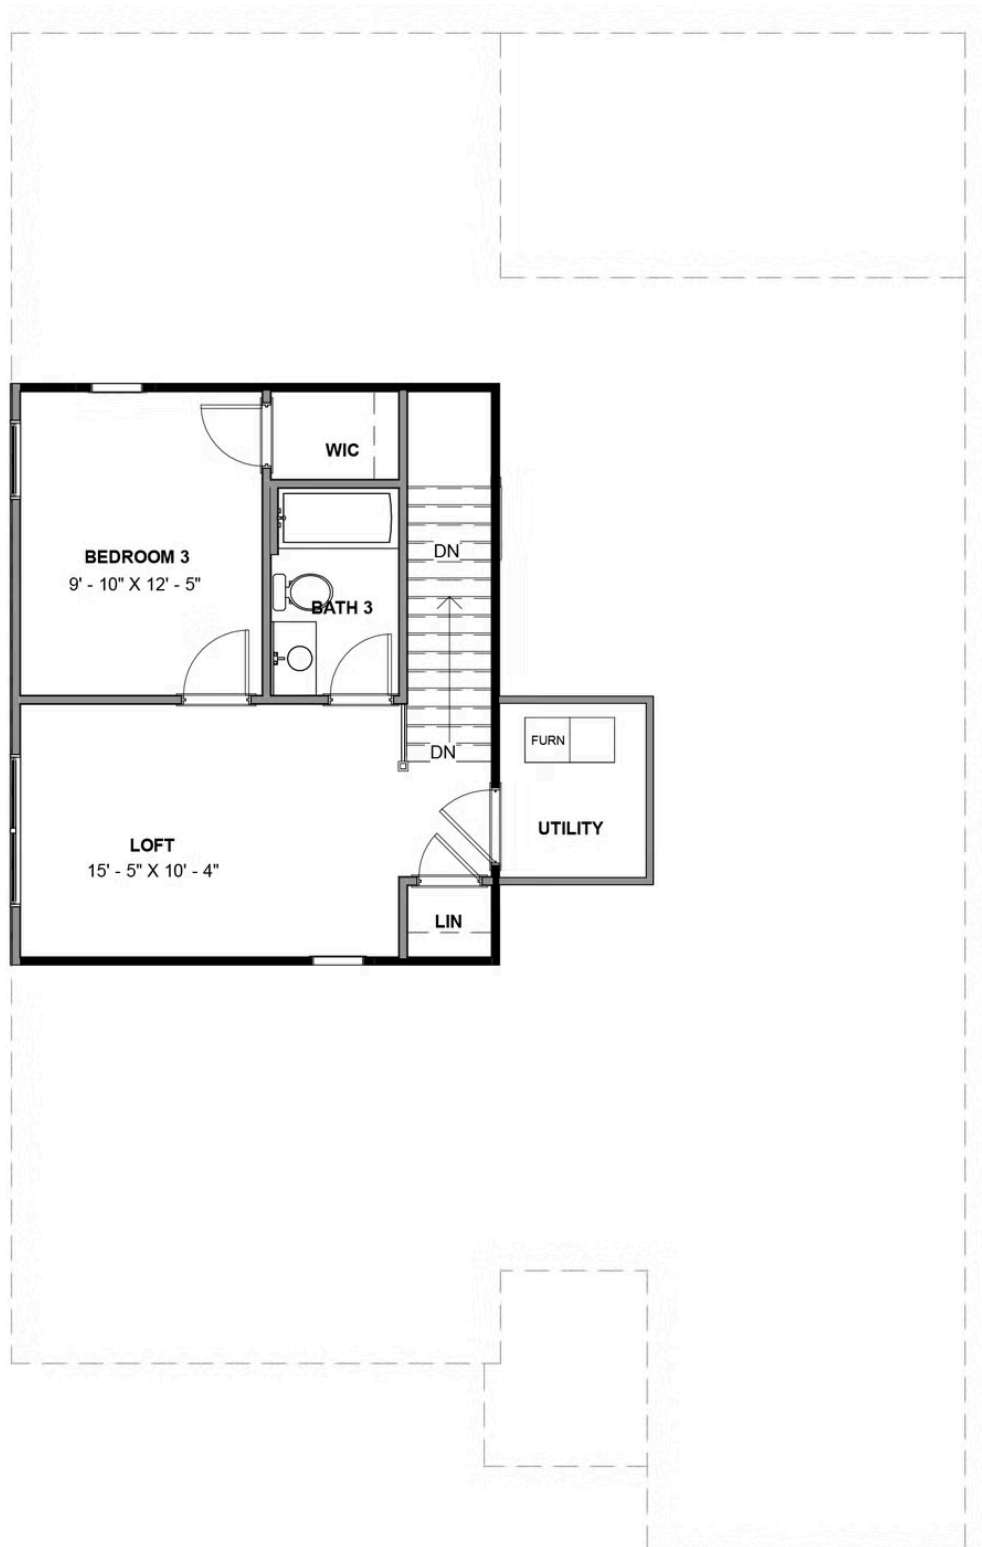 WIC
DN
BEDROOM 3
9' - 10" X 12' - 5"
BATH 3
DN
FURN
UTILITY
LOFT
15' - 5" X 10' - 4"
LIN